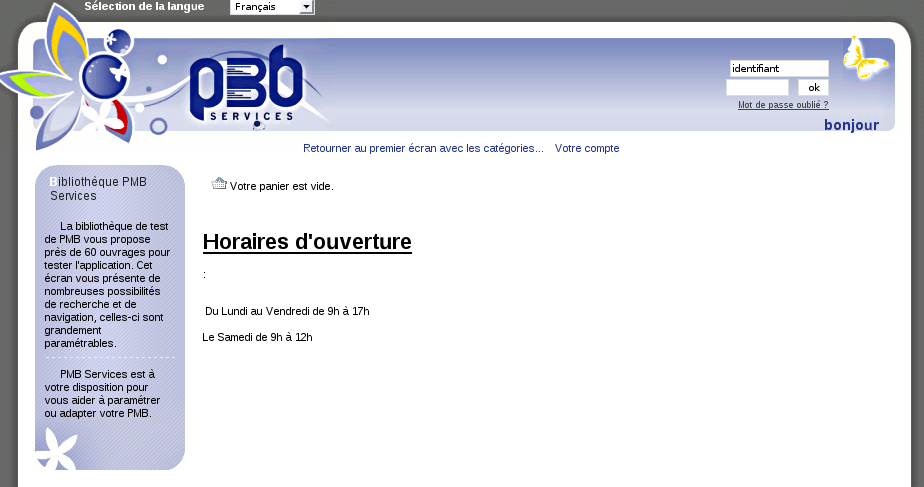 Sélection de la langue Français
PMB
SERVICES
identifiant
ok
Mot de passe oublié ?
bonjour
Retourner au premier écran avec les catégories... Votre compte
Bibliothèque PMB
Services
La bibliothèque de test
de PMB vous propose
près de 60 ouvrages pour
tester l'application. Cet
écran vous présente de
nombreuses possibilités
de recherche et de
navigation, celles-ci sont
grandement
paramétrables.
PMB Services est à
votre disposition pour
vous aider à paramétrer
ou adapter votre PMB.
Votre panier est vide.
Horaires d'ouverture
:
Du Lundi au Vendredi de 9h à 17h
Le Samedi de 9h à 12h